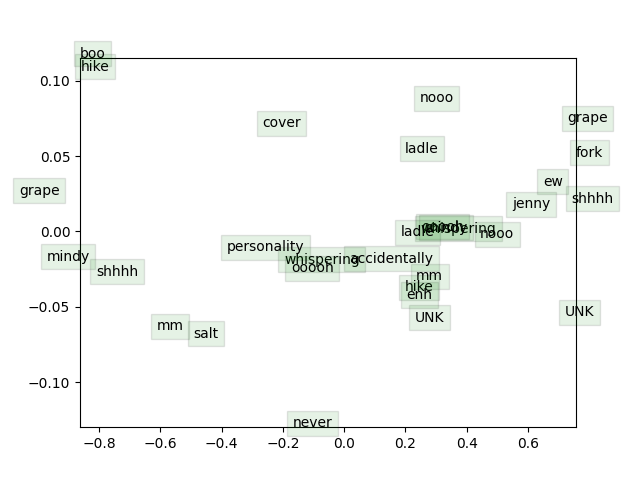 boo
hike
0.10
nooo
grape
cover
ladle
fork
0.05
ew
grape
shhhh
jenny
0.00
ladle
whispering
nooo
personality
mindy
whispering
accidentally
oooon
shhhh
mm
hike
enn
−0.05
UNK
UNK
mm
salt
−0.10
never
−0.8
−0.6
−0.4
−0.2
0.0
0.2
0.4
0.6